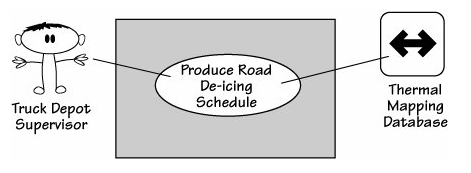 Produce Road
De-icing
Schedule
Truck Depot
Supervisor
Thermal
Mapping
Database